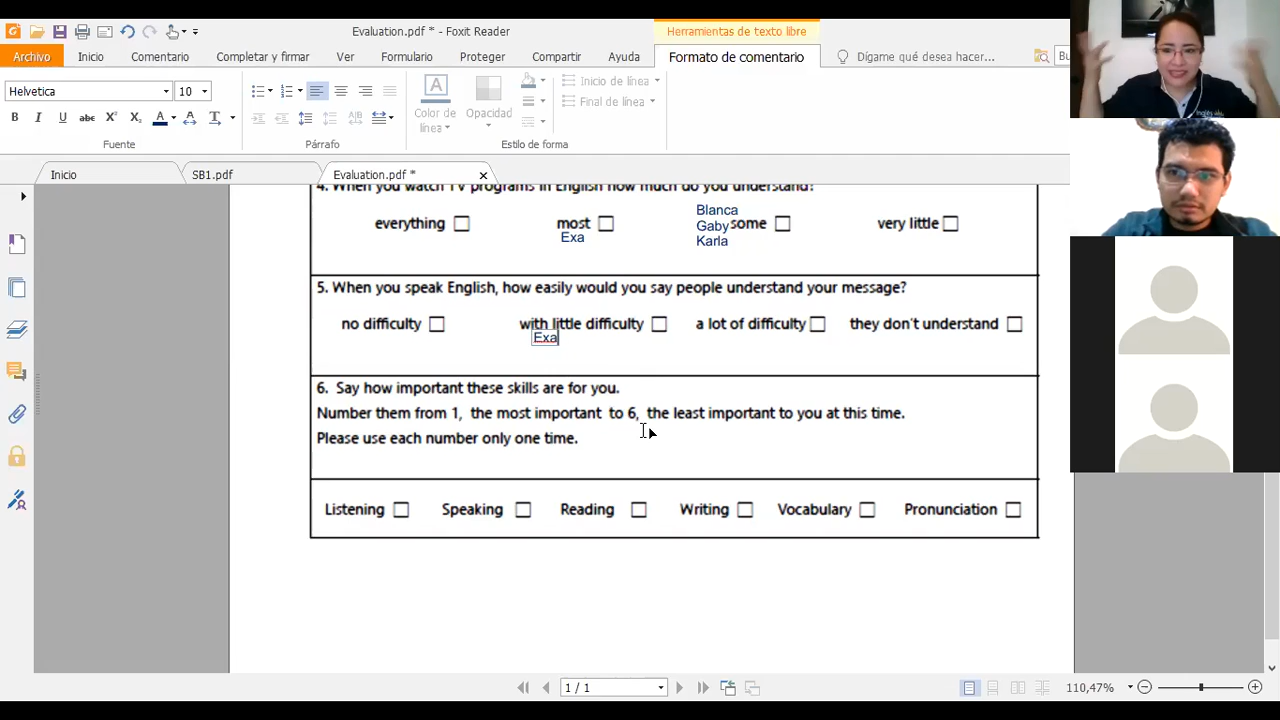 Evaluation.pdf * - Foxit Reader
Herramientas de texto libre
Archivo Inicio Comentario Completar y firmar Ver Formulario Proteger Compartir Ayuda Formato de comentario Dígame qué desea hacer...
Helvetica 10
Color de línea
Opacidad
Inicio de línea
Final de línea
Fuente Párrafo Estilo de forma
Inicio SB1.pdf Evaluation.pdf *
4. When you watch TV programs in English how much do you understand?
everything most some very little
Exa
Blanca
Gaby
Karla
5. When you speak English, how easily would you say people understand your message?
no difficulty with little difficulty a lot of difficulty they don't understand
Exa
6. Say how important these skills are for you.
Number them from 1, the most important to 6, the least important to you at this time.
Please use each number only one time.
Listening Speaking Reading Writing Vocabulary Pronunciation
1 / 1
110,47%